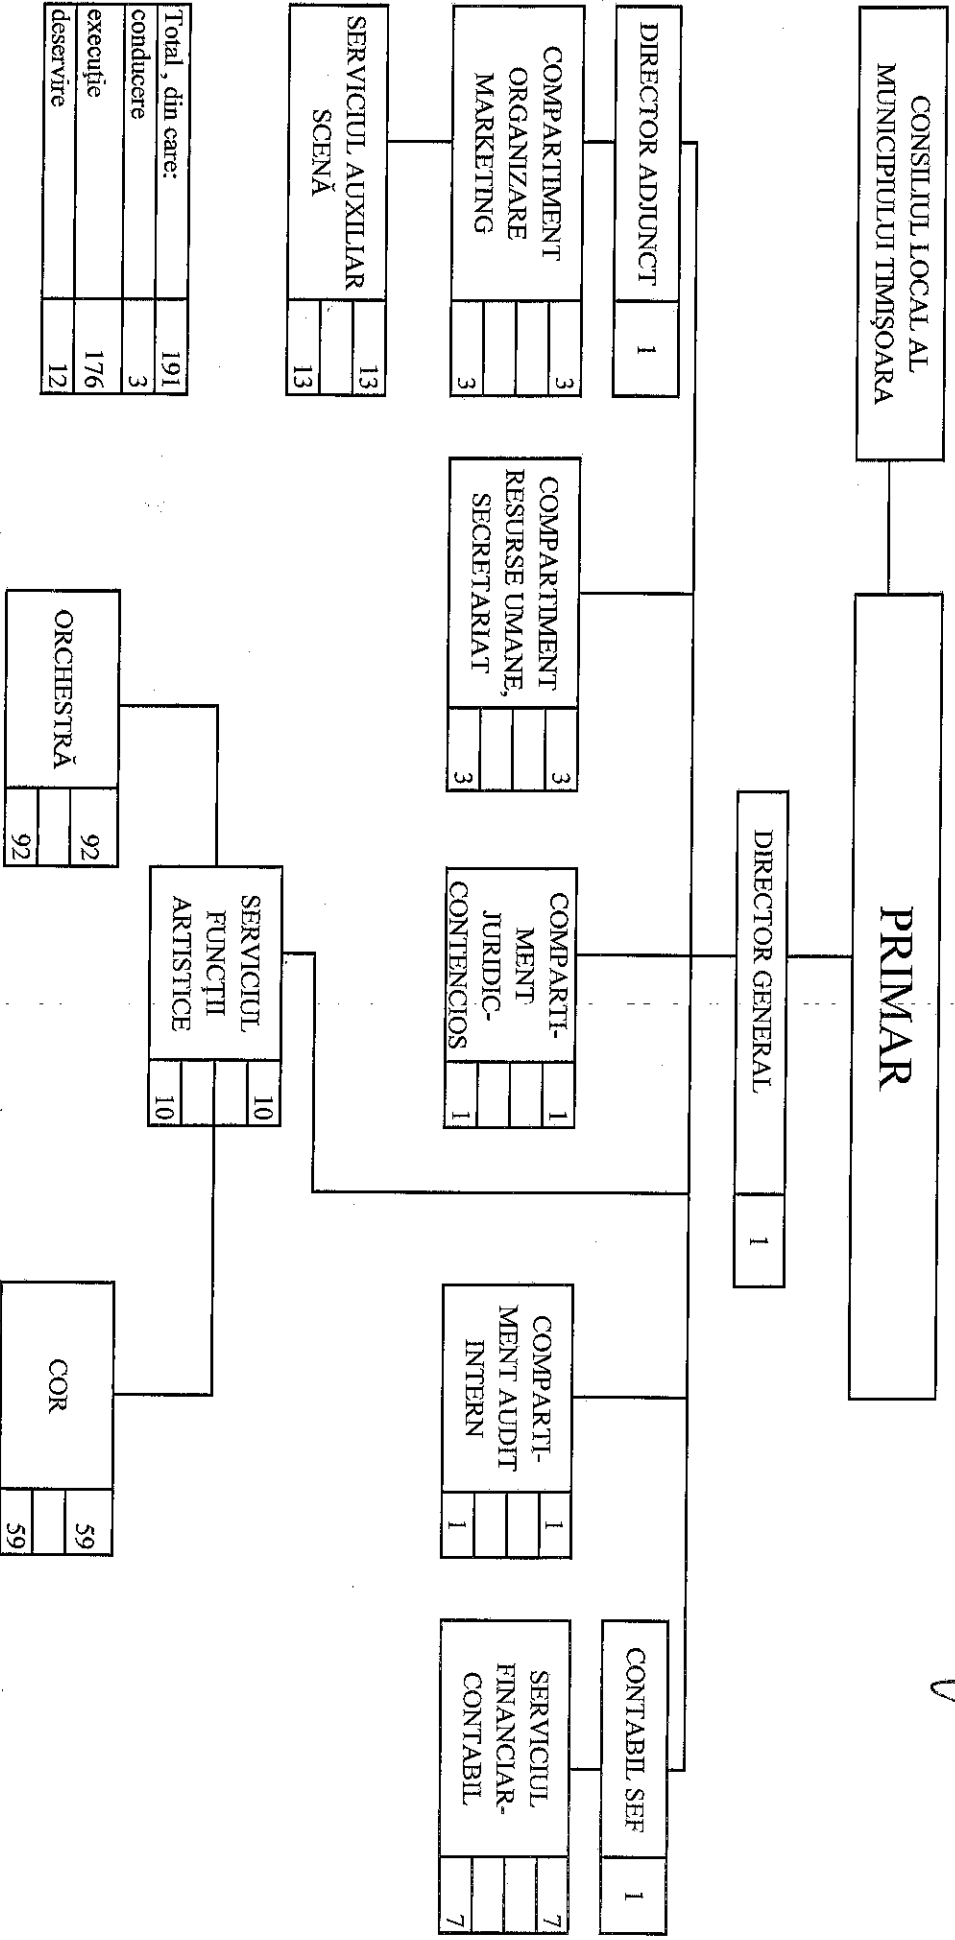 CONSILIUL LOCAL AL
MUNICIPIULUI TIMIȘOARA
PRIMAR
DIRECTOR GENERAL 1
DIRECTOR ADJUNCT 1
CONTABIL SEF 1
COMPARTIMENT
ORGANIZARE
MARKETING
3
3
COMPARTIMENT
RESURSE UMANE,
SECRETARIAT
3
3
COMPARTI-
MENT
JURIDIC-
CONTENCIOS
1
1
COMPARTI-
MENT AUDIT
INTERN
1
1
SERVICIUL
FINANCIAR-
CONTABIL
7
7
SERVICIUL AUXILIAR
SCENĂ
13
13
SERVICIUL
FUNCȚII
ARTISTICE
10
10
Total , din care: 191
conducere 3
execuție 176
deservire 12
ORCHESTRĂ
92
92
COR
59
59